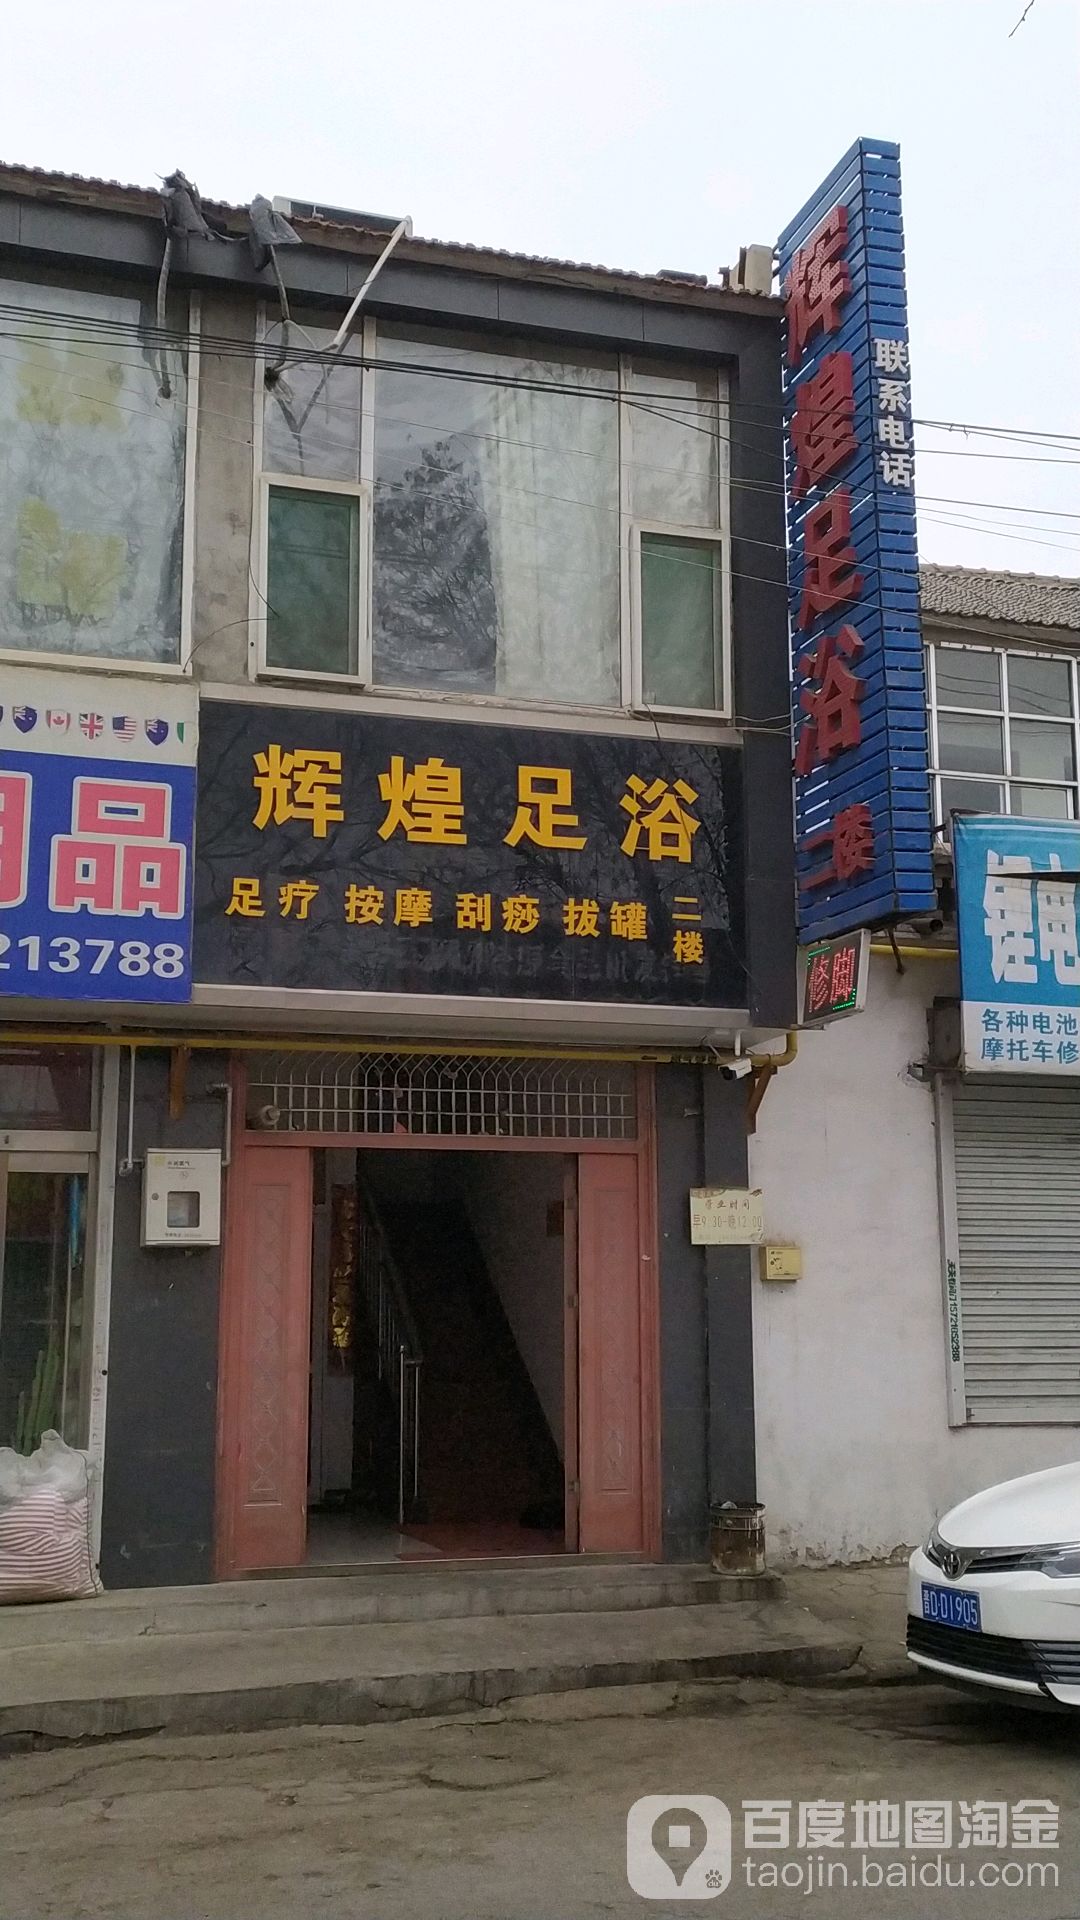 辉煌足浴
二楼
联系电话
辉煌足浴
足疗 按摩 刮痧 拔罐 二楼
修脚
品
213788
各种电池
摩托车修
营业时间
早9:30-晚12:00
15721052388
晋D·D1905
百度地图淘金
taojin.baidu.com